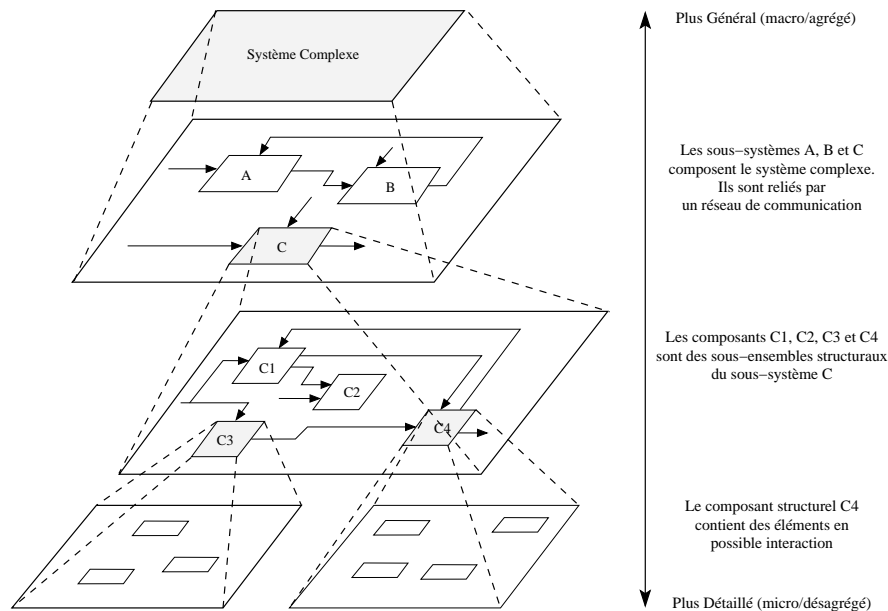 Plus Général (macro/agrégé)
Système Complexe
Les sous−systèmes A, B et C
composent le système complexe.
Ils sont reliés par
un réseau de communication
A
B
C
Les composants C1, C2, C3 et C4
sont des sous−ensembles structuraux
du sous−système C
C1
C2
C3
C4
Le composant structurel C4
contient des éléments en
possible interaction
Plus Détaillé (micro/désagrégé)